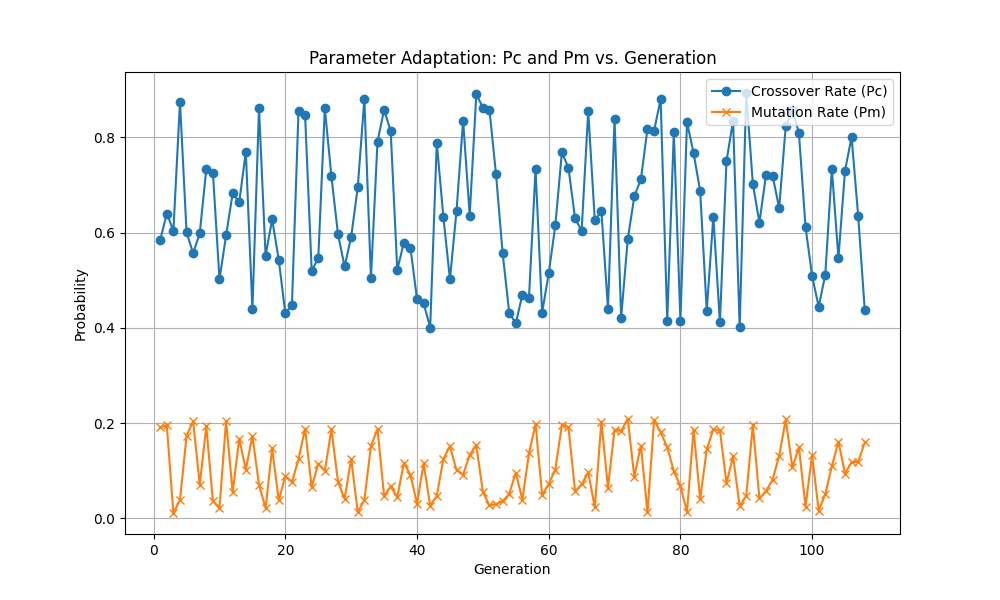 Parameter Adaptation: Pc and Pm vs. Generation
Crossover Rate (Pc)
Mutation Rate (Pm)
Probability
0.8
0.6
0.4
0.2
0.0
0 20 40 60 80 100
Generation